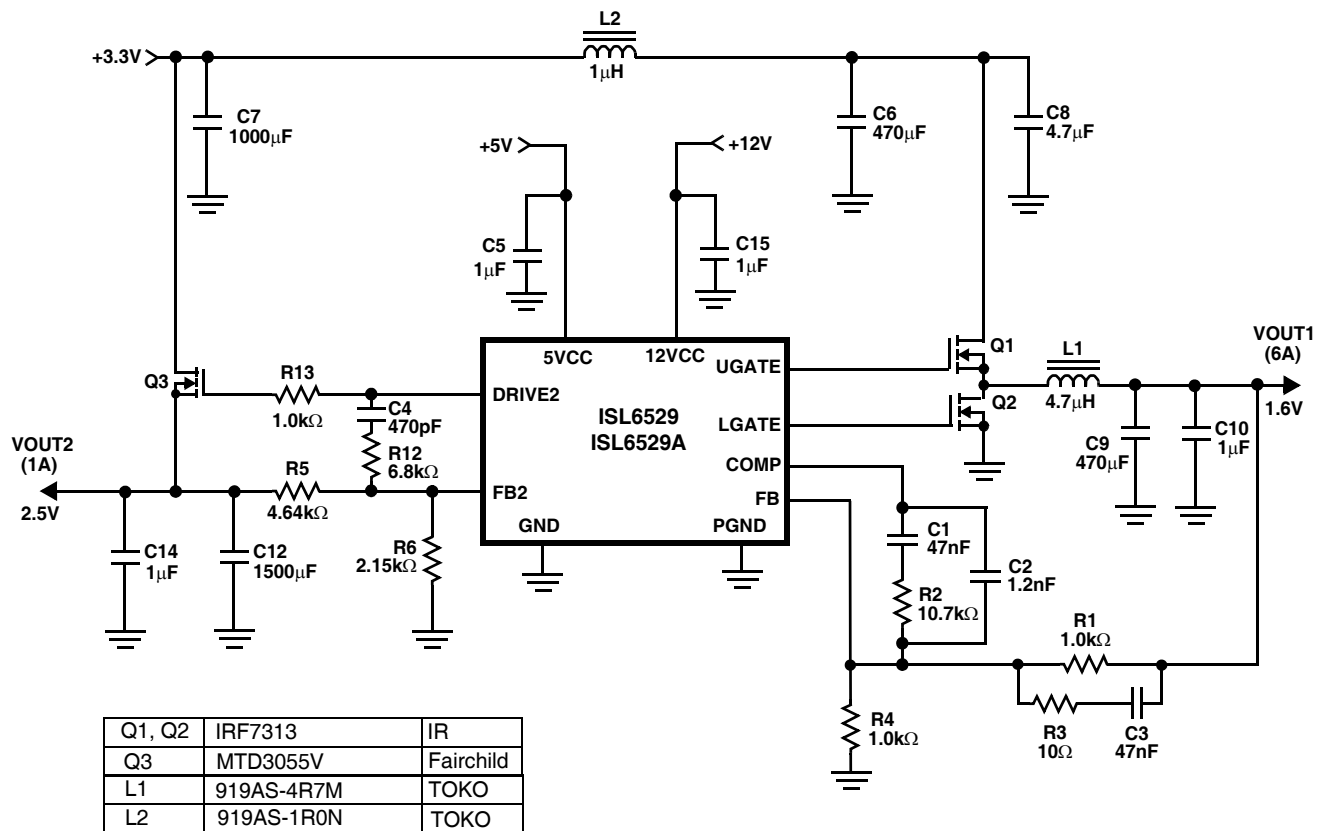 L2
+3.3V
1μH
C7
1000μF
C6
470μF
C8
4.7μF
+5V
+12V
C5
1μF
C15
1μF
5VCC
12VCC
UGATE
Q1
L1
VOUT1
(6A)
Q3
R13
1.0kΩ
DRIVE2
ISL6529
ISL6529A
LGATE
Q2
4.7μH
1.6V
C4
470pF
C9
470μF
C10
1μF
VOUT2
(1A)
R12
6.8kΩ
COMP
2.5V
R5
4.64kΩ
FB2
FB
GND
PGND
C14
1μF
C12
1500μF
R6
2.15kΩ
C1
47nF
C2
1.2nF
R2
10.7kΩ
R1
1.0kΩ
R4
1.0kΩ
R3
10Ω
C3
47nF
Q1, Q2 IRF7313 IR
Q3 MTD3055V Fairchild
L1 919AS-4R7M TOKO
L2 919AS-1R0N TOKO